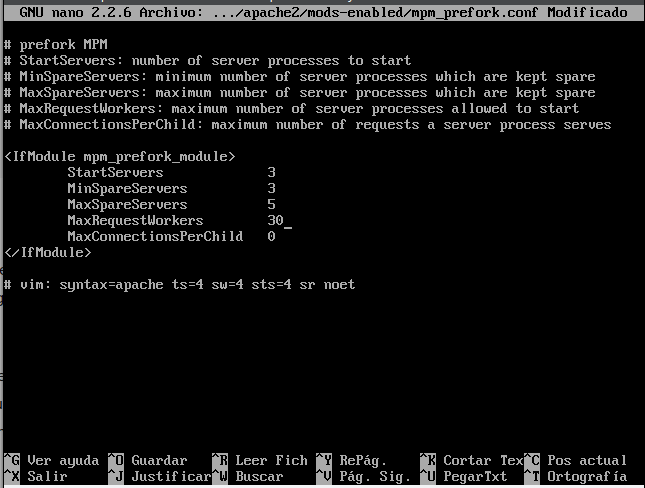 GNU nano 2.2.6 Archivo: .../apache2/mods-enabled/mpm_prefork.conf Modificado
# prefork MPM
# StartServers: number of server processes to start
# MinSpareServers: minimum number of server processes which are kept spare
# MaxSpareServers: maximum number of server processes which are kept spare
# MaxRequestWorkers: maximum number of server processes allowed to start
# MaxConnectionsPerChild: maximum number of requests a server process serves
<IfModule mpm_prefork_module>
StartServers 3
MinSpareServers 3
MaxSpareServers 5
MaxRequestWorkers 30
MaxConnectionsPerChild 0
</IfModule>
# vim: syntax=apache ts=4 sw=4 sts=4 sr noet
^G Ver ayuda ^O Guardar ^R Leer Fich ^Y RePág. ^K Cortar Tex ^C Pos actual
^X Salir ^J Justificar ^W Buscar ^V Pág. Sig. ^U PegarTxt ^T Ortografía